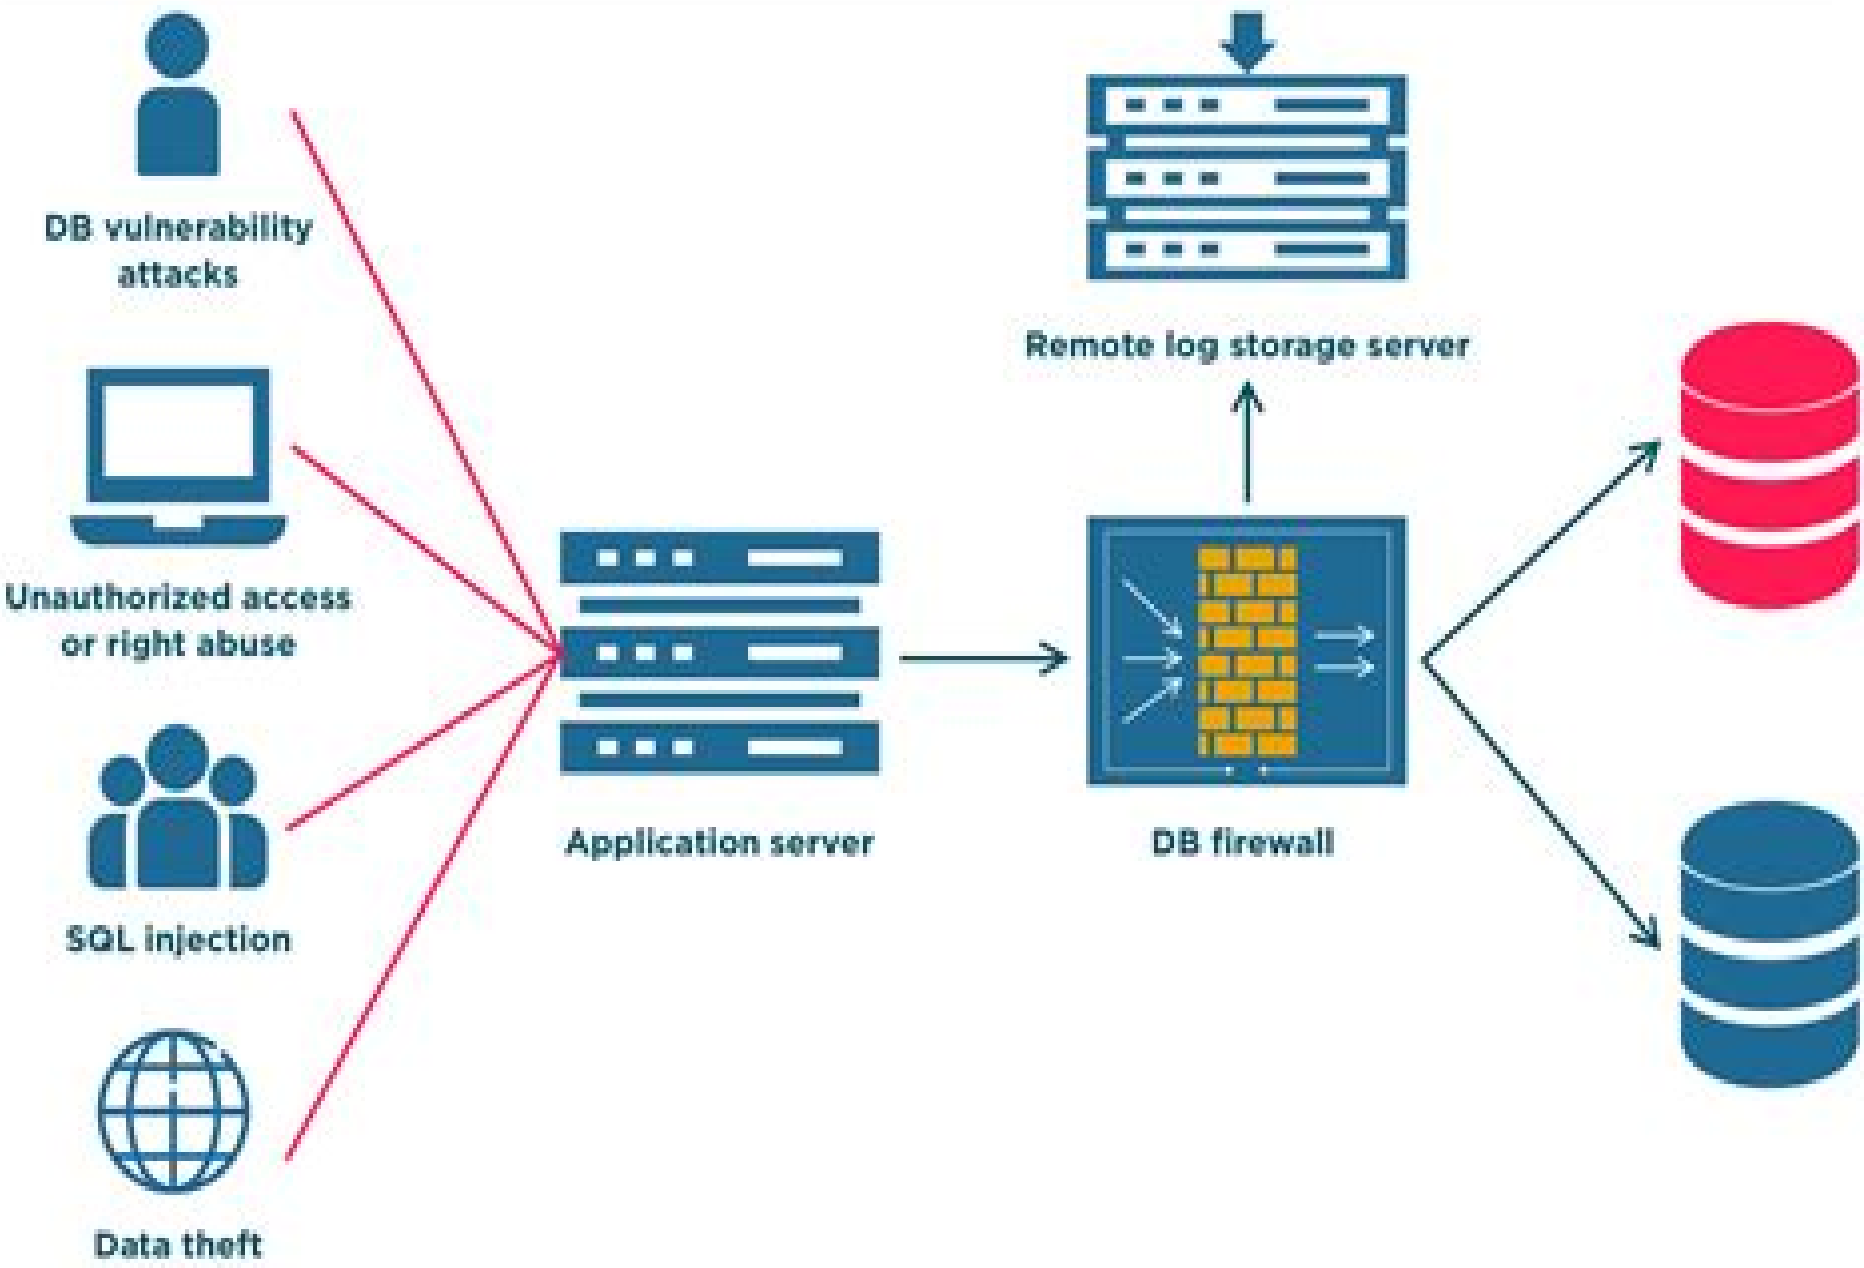 DB vulnerability
attacks
Unauthorized access
or right abuse
SQL injection
Data theft
Application server
Remote log storage server
DB firewall